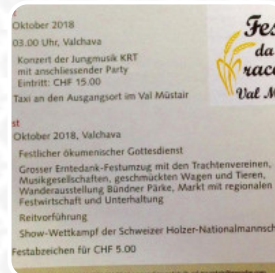 Oktober 2018
03.00 Uhr, Valchava
Konzert der Jungmusik KRT
mit anschliessender Party
Eintritt: CHF 15.00
Taxi an den Ausgangsort im Val Müstair
Fes
da
racc
Val M
st
Oktober 2018, Valchava
Festlicher ökumenischer Gottesdienst
Grosser Erntedank-Festumzug mit den Trachtenvereinen,
Musikgesellschaften, geschmückten Wagen und Tieren,
Wanderausstellung Bündner Pärke, Markt mit regionalen
Festwirtschaft und Unterhaltung
Reitvorführung
Show-Wettkampf der Schweizer Holzer-Nationalmannsch
Festabzeichen für CHF 5.00